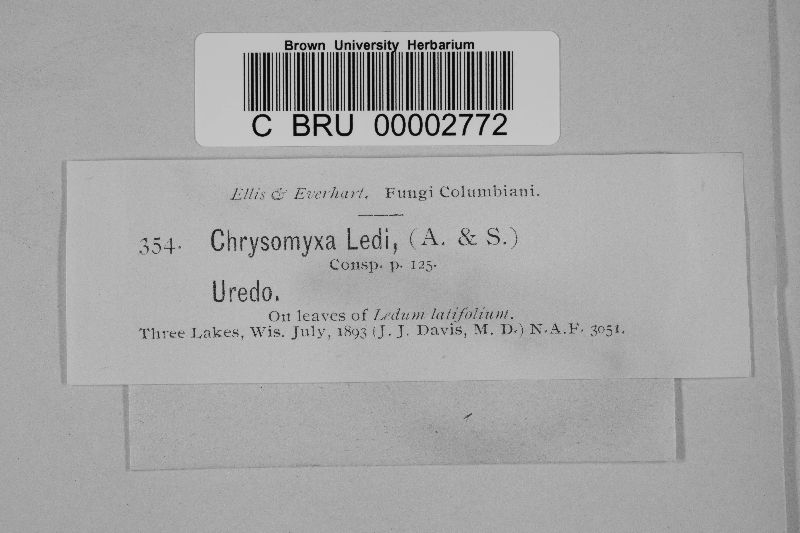 Brown University Herbarium
C BRU 00002772
Ellis & Everhart. Fungi Columbiani.
354. Chrysomyxa Ledi, (A. & S.)
Consp. p. 125.
Uredo.
On leaves of Ledum latifolium.
Three Lakes, Wis. July, 1893 (J. J. Davis, M. D.) N.A.F. 3051.